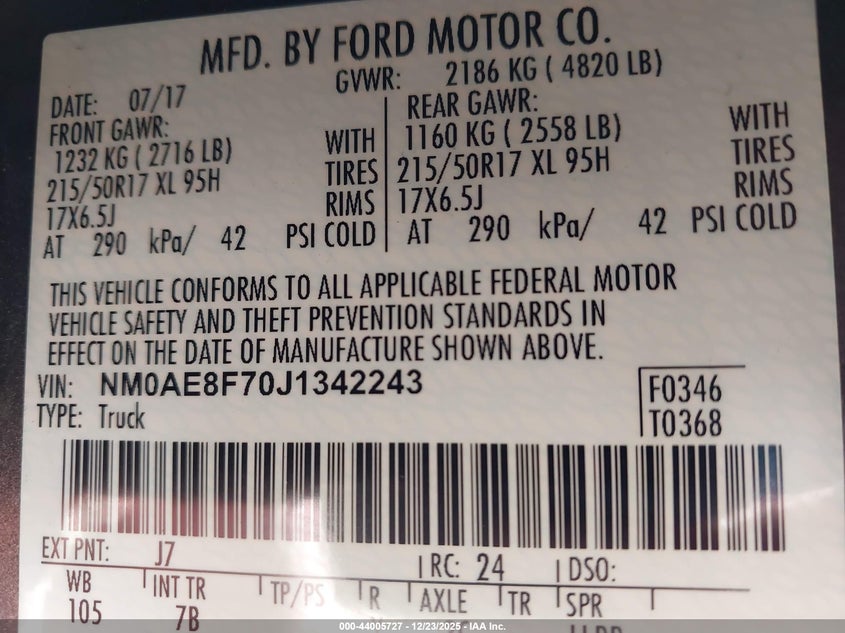 MFD. BY FORD MOTOR CO.
GVWR: 2186 KG ( 4820 LB)
DATE: 07/17
FRONT GAWR:
1232 KG ( 2716 LB) WITH
215/50R17 XL 95H TIRES
17X6.5J RIMS
AT 290 kPa/ 42 PSI COLD
REAR GAWR:
1160 KG ( 2558 LB) WITH
215/50R17 XL 95H TIRES
17X6.5J RIMS
AT 290 kPa/ 42 PSI COLD
THIS VEHICLE CONFORMS TO ALL APPLICABLE FEDERAL MOTOR
VEHICLE SAFETY AND THEFT PREVENTION STANDARDS IN
EFFECT ON THE DATE OF MANUFACTURE SHOWN ABOVE.
VIN: NM0AE8F70J1342243
TYPE: Truck
F0346
T0368
EXT PNT: J7 RC: 24 DSO:
WB INT TR TP/PS R AXLE TR SPR
105 7B
000-44005727 - 12/23/2025 - IAA Inc.